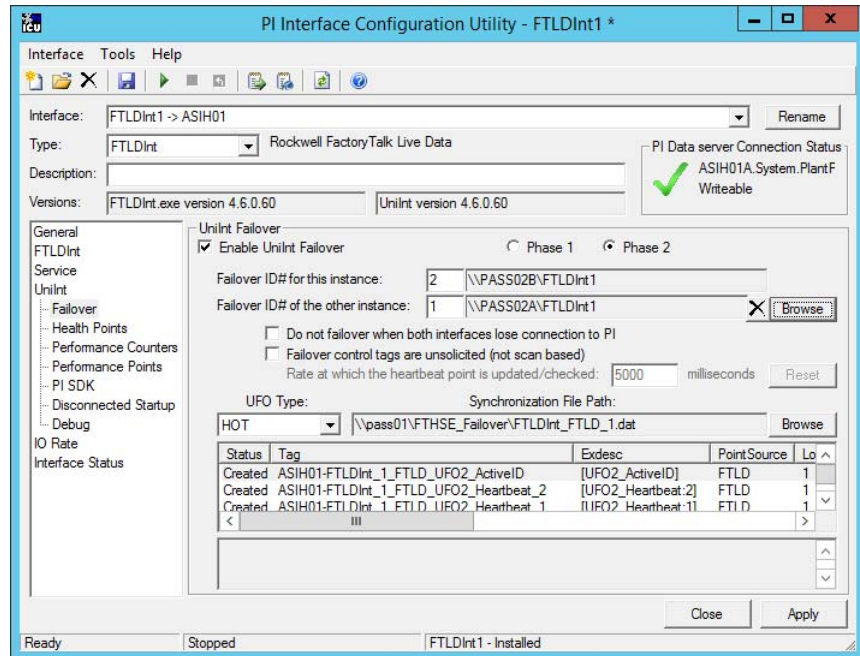 PI Interface Configuration Utility - FTLDInt1 *
Interface Tools Help
Interface: FTLDInt1 -> ASIH01 Rename
Type: FTLDInt Rockwell FactoryTalk Live Data
PI Data server Connection Status
ASIH01A.System.PlantF
Writeable
Description:
Versions: FTLDInt.exe version 4.6.0.60 UniInt version 4.6.0.60
General
FTLDInt
Service
UniInt
Failover
Health Points
Performance Counters
Performance Points
PI SDK
Disconnected Startup
Debug
IO Rate
Interface Status
UniInt Failover
Enable UniInt Failover Phase 1 Phase 2
Failover ID# for this instance: 2 \\PASS02B\FTLDInt1
Failover ID# of the other instance: 1 \\PASS02A\FTLDInt1 Browse
Do not failover when both interfaces lose connection to PI
Failover control tags are unsolicited (not scan based)
Rate at which the heartbeat point is updated/checked: 5000 milliseconds Reset
UFO Type: Synchronization File Path:
HOT \\pass01\FTHSE_Failover\FTLDInt_FTLD_1.dat Browse
Status Tag Exdesc PointSource Lo
Created ASIH01-FTLDInt_1_FTLD_UFO2_ActiveID [UFO2_ActiveID] FTLD 1
Created ASIH01-FTLDInt_1_FTLD_UFO2_Heartbeat_2 [UFO2_Heartbeat:2] FTLD 1
Created ASIH01-FTLDInt_1_FTLD_UFO2_Heartbeat_1 [UFO2_Heartbeat:1] FTLD 1
Close Apply
Ready Stopped FTLDInt1 - Installed